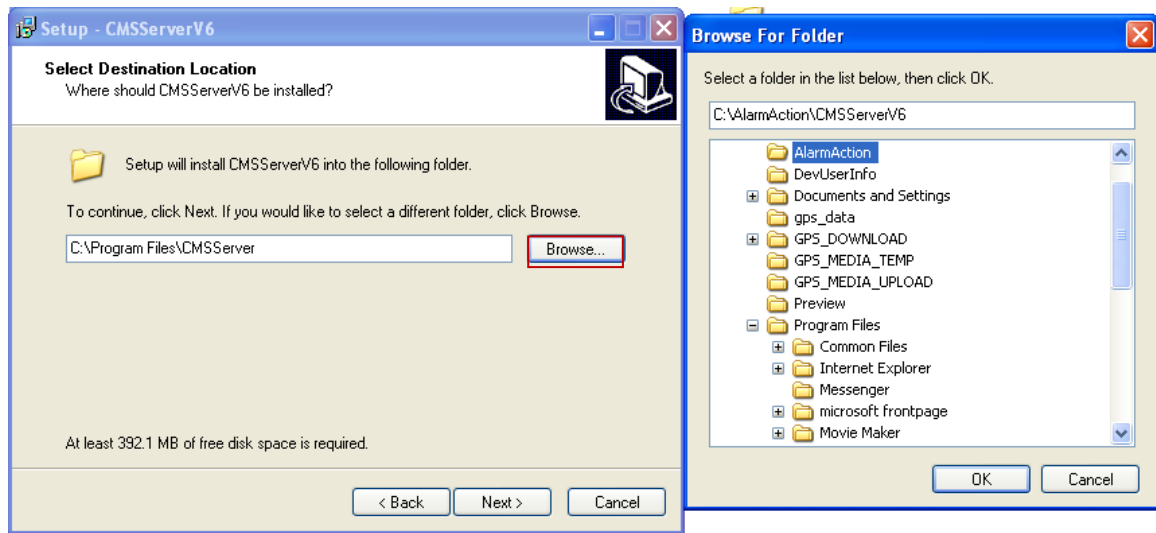 Setup - CMSServerV6
Select Destination Location
Where should CMSServerV6 be installed?
Setup will install CMSServerV6 into the following folder.
To continue, click Next. If you would like to select a different folder, click Browse.
C:\Program Files\CMSServer
Browse...
At least 392.1 MB of free disk space is required.
< Back
Next >
Cancel
Browse For Folder
Select a folder in the list below, then click OK.
C:\AlarmAction\CMSServerV6
AlarmAction
DevUserInfo
Documents and Settings
gps_data
GPS_DOWNLOAD
GPS_MEDIA_TEMP
GPS_MEDIA_UPLOAD
Preview
Program Files
Common Files
Internet Explorer
Messenger
microsoft frontpage
Movie Maker
OK
Cancel